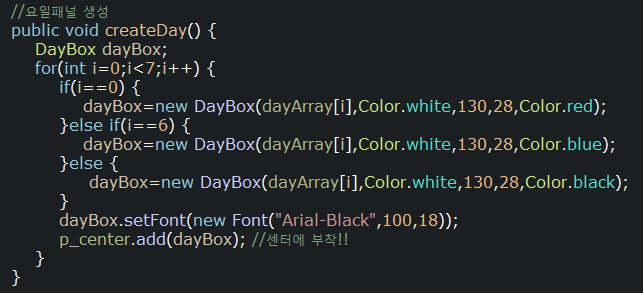 //요일패널 생성
public void createDay() {
DayBox dayBox;
for(int i=0;i<7;i++) {
if(i==0) {
dayBox=new DayBox(dayArray[i],Color.white,130,28,Color.red);
}else if(i==6) {
dayBox=new DayBox(dayArray[i],Color.white,130,28,Color.blue);
}else {
dayBox=new DayBox(dayArray[i],Color.white,130,28,Color.black);
}
dayBox.setFont(new Font("Arial-Black",100,18));
p_center.add(dayBox); //센터에 부착!!
}
}